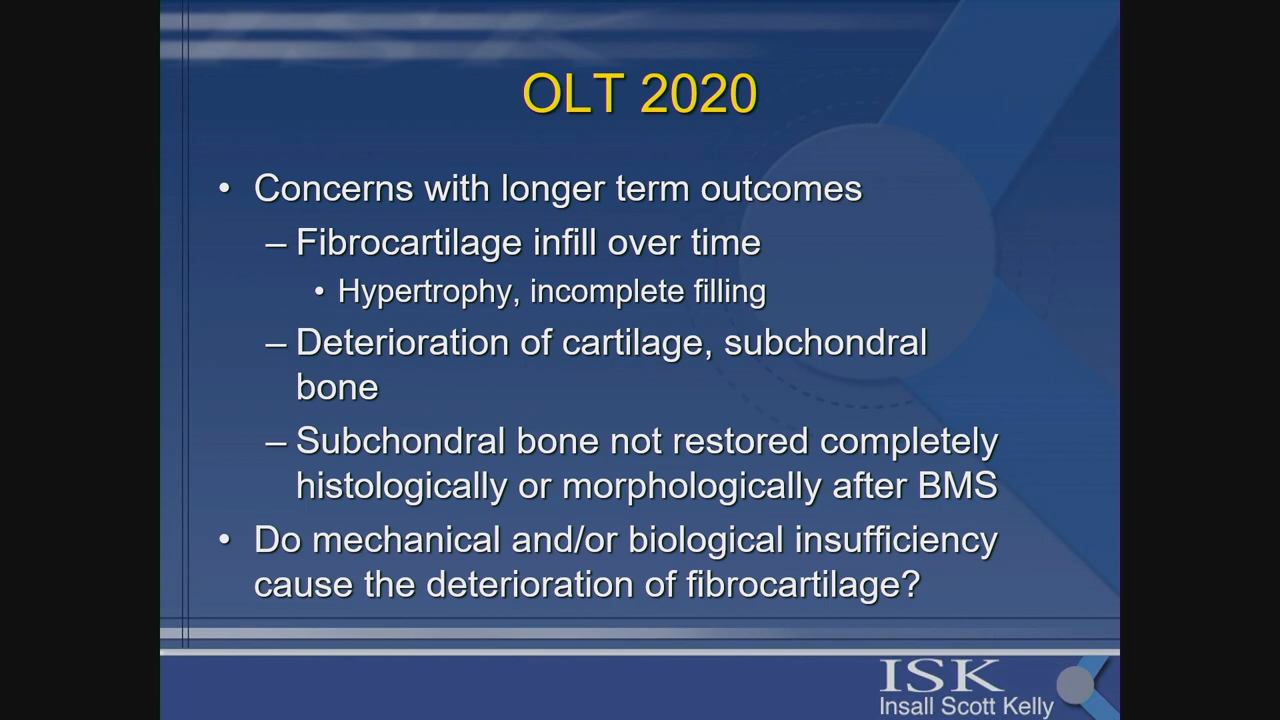 OLT 2020
• Concerns with longer term outcomes
– Fibrocartilage infill over time
• Hypertrophy, incomplete filling
– Deterioration of cartilage, subchondral
bone
– Subchondral bone not restored completely
histologically or morphologically after BMS
• Do mechanical and/or biological insufficiency
cause the deterioration of fibrocartilage?
ISK
Insall Scott Kelly